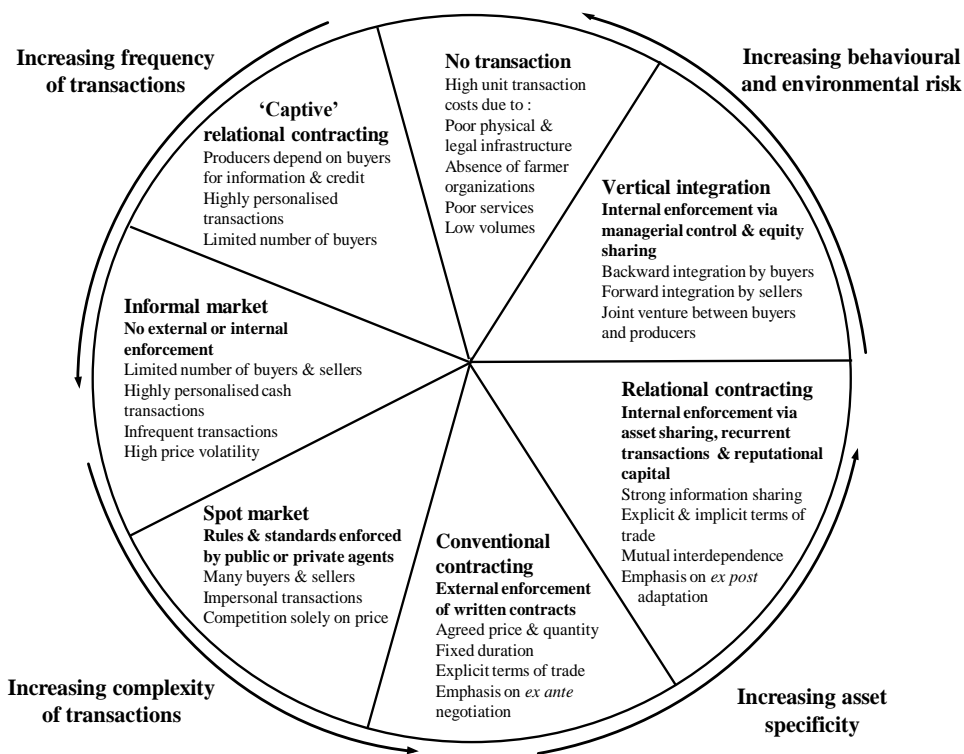 Increasing frequency
of transactions
Increasing behavioural
and environmental risk
No transaction
High unit transaction
costs due to :
Poor physical &
legal infrastructure
Absence of farmer
organizations
Poor services
Low volumes
‘Captive’
relational contracting
Producers depend on buyers
for information & credit
Highly personalised
transactions
Limited number of buyers
Vertical integration
Internal enforcement via
managerial control & equity
sharing
Backward integration by buyers
Forward integration by sellers
Joint venture between buyers
and producers
Informal market
No external or internal
enforcement
Limited number of buyers & sellers
Highly personalised cash
transactions
Infrequent transactions
High price volatility
Relational contracting
Internal enforcement via
asset sharing, recurrent
transactions & reputational
capital
Strong information sharing
Explicit & implicit terms of
trade
Mutual interdependence
Emphasis on ex post
adaptation
Spot market
Rules & standards enforced
by public or private agents
Many buyers & sellers
Impersonal transactions
Competition solely on price
Conventional
contracting
External enforcement
of written contracts
Agreed price & quantity
Fixed duration
Explicit terms of trade
Emphasis on ex ante
negotiation
Increasing complexity
of transactions
Increasing asset
specificity